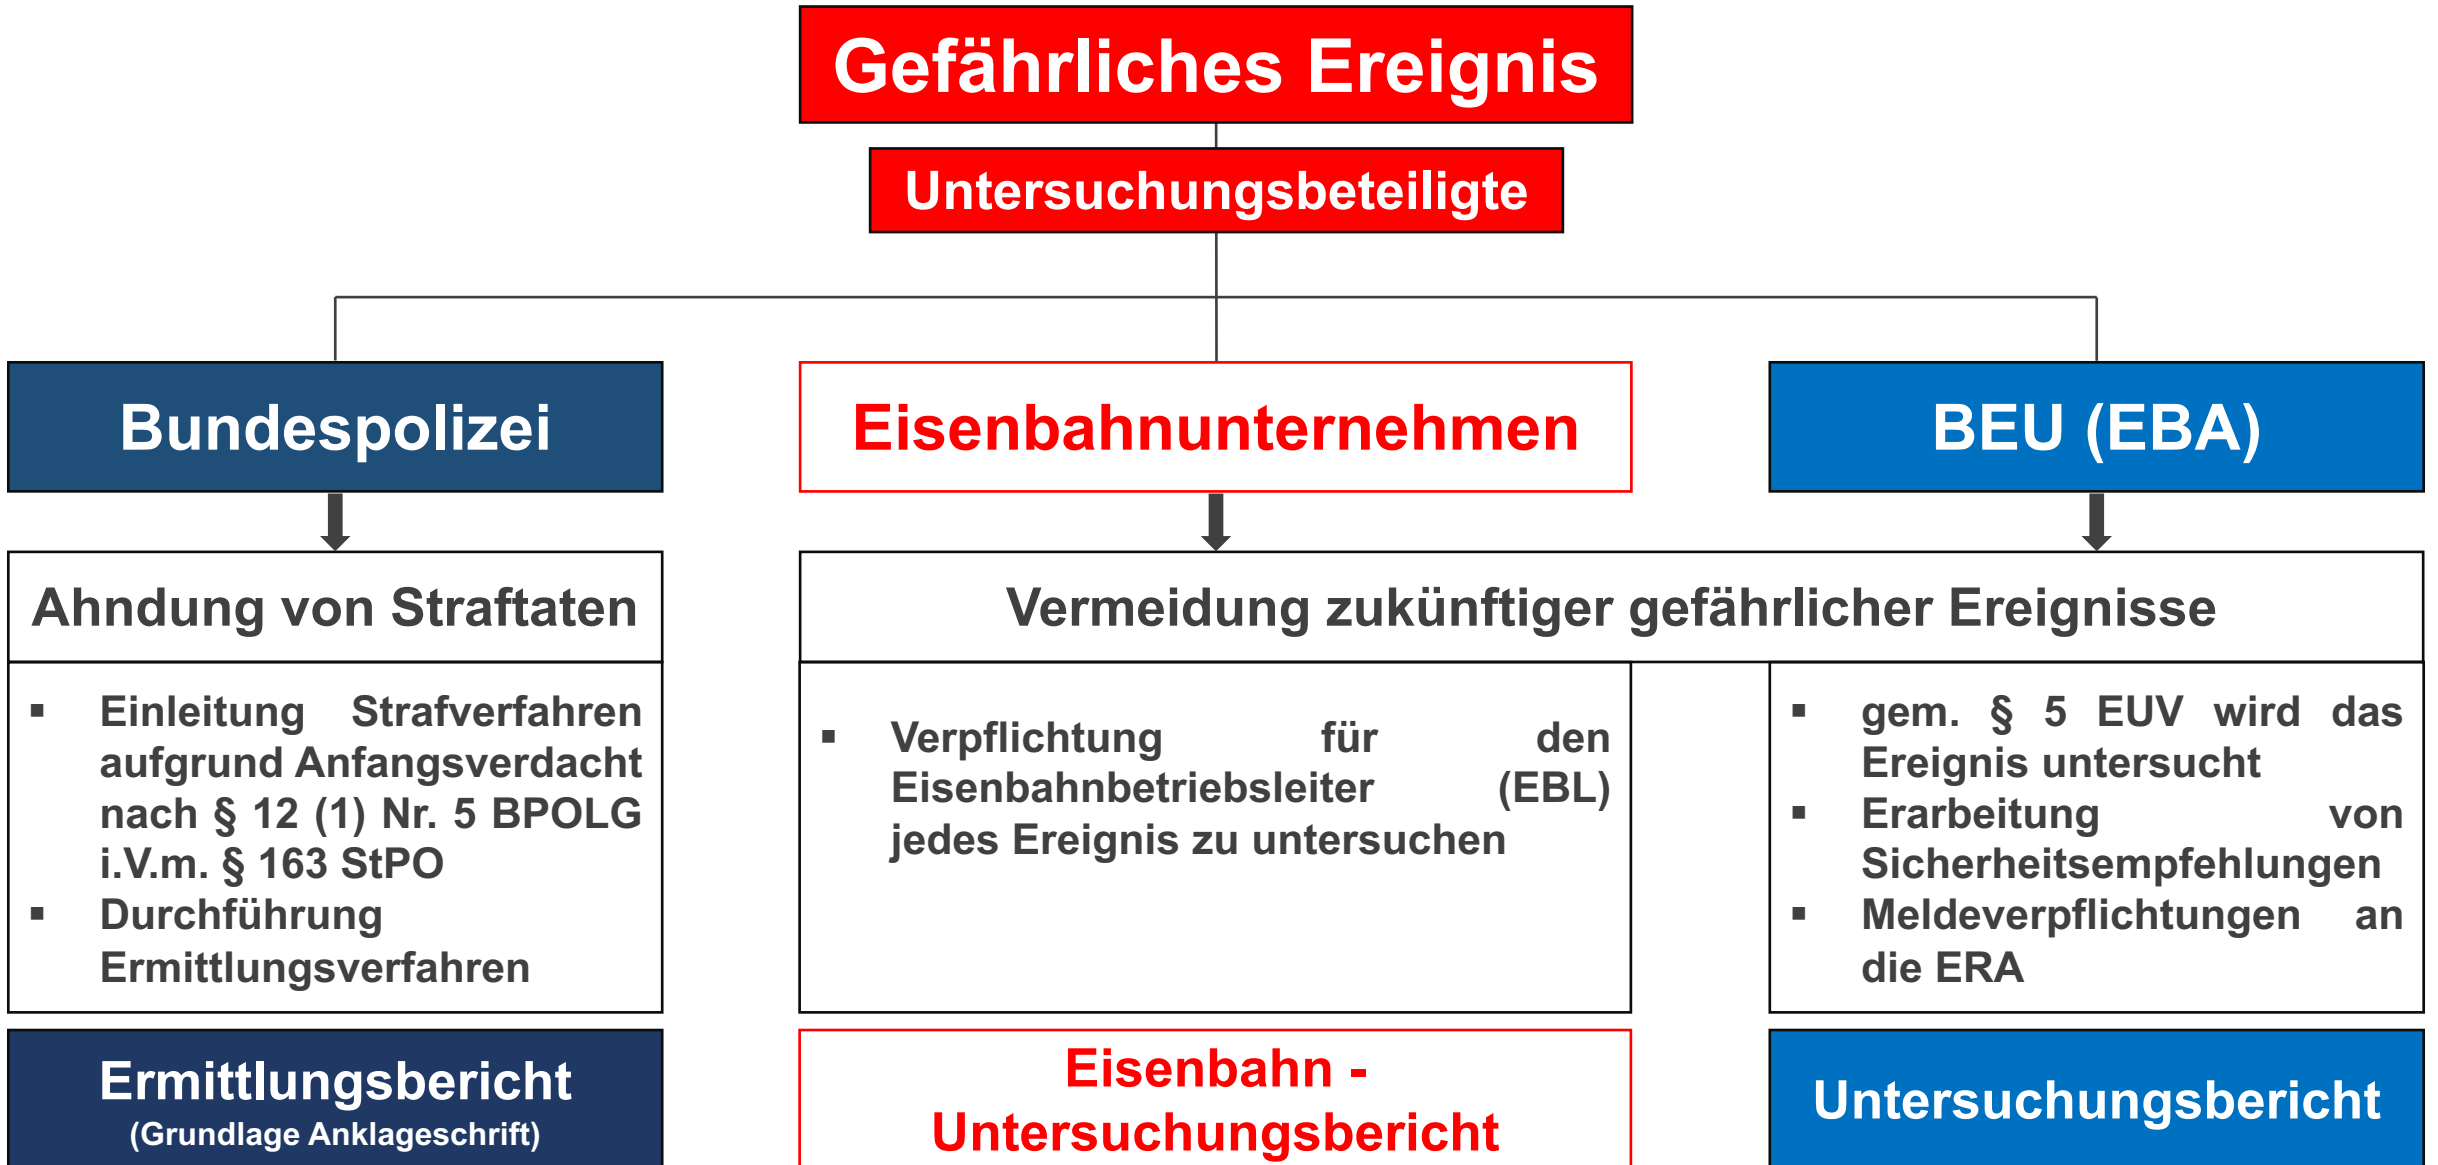 Gefährliches Ereignis
Untersuchungsbeteiligte
Bundespolizei
Eisenbahnunternehmen
BEU (EBA)
Ahndung von Straftaten
Vermeidung zukünftiger gefährlicher Ereignisse
▪ Einleitung Strafverfahren
aufgrund Anfangsverdacht
nach § 12 (1) Nr. 5 BPOLG
i.V.m. § 163 StPO
▪ Durchführung
Ermittlungsverfahren
▪ Verpflichtung für den
Eisenbahnbetriebsleiter (EBL)
jedes Ereignis zu untersuchen
▪ gem. § 5 EUV wird das
Ereignis untersucht
▪ Erarbeitung von
Sicherheitsempfehlungen
▪ Meldeverpflichtungen an
die ERA
Ermittlungsbericht
(Grundlage Anklageschrift)
Eisenbahn -
Untersuchungsbericht
Untersuchungsbericht